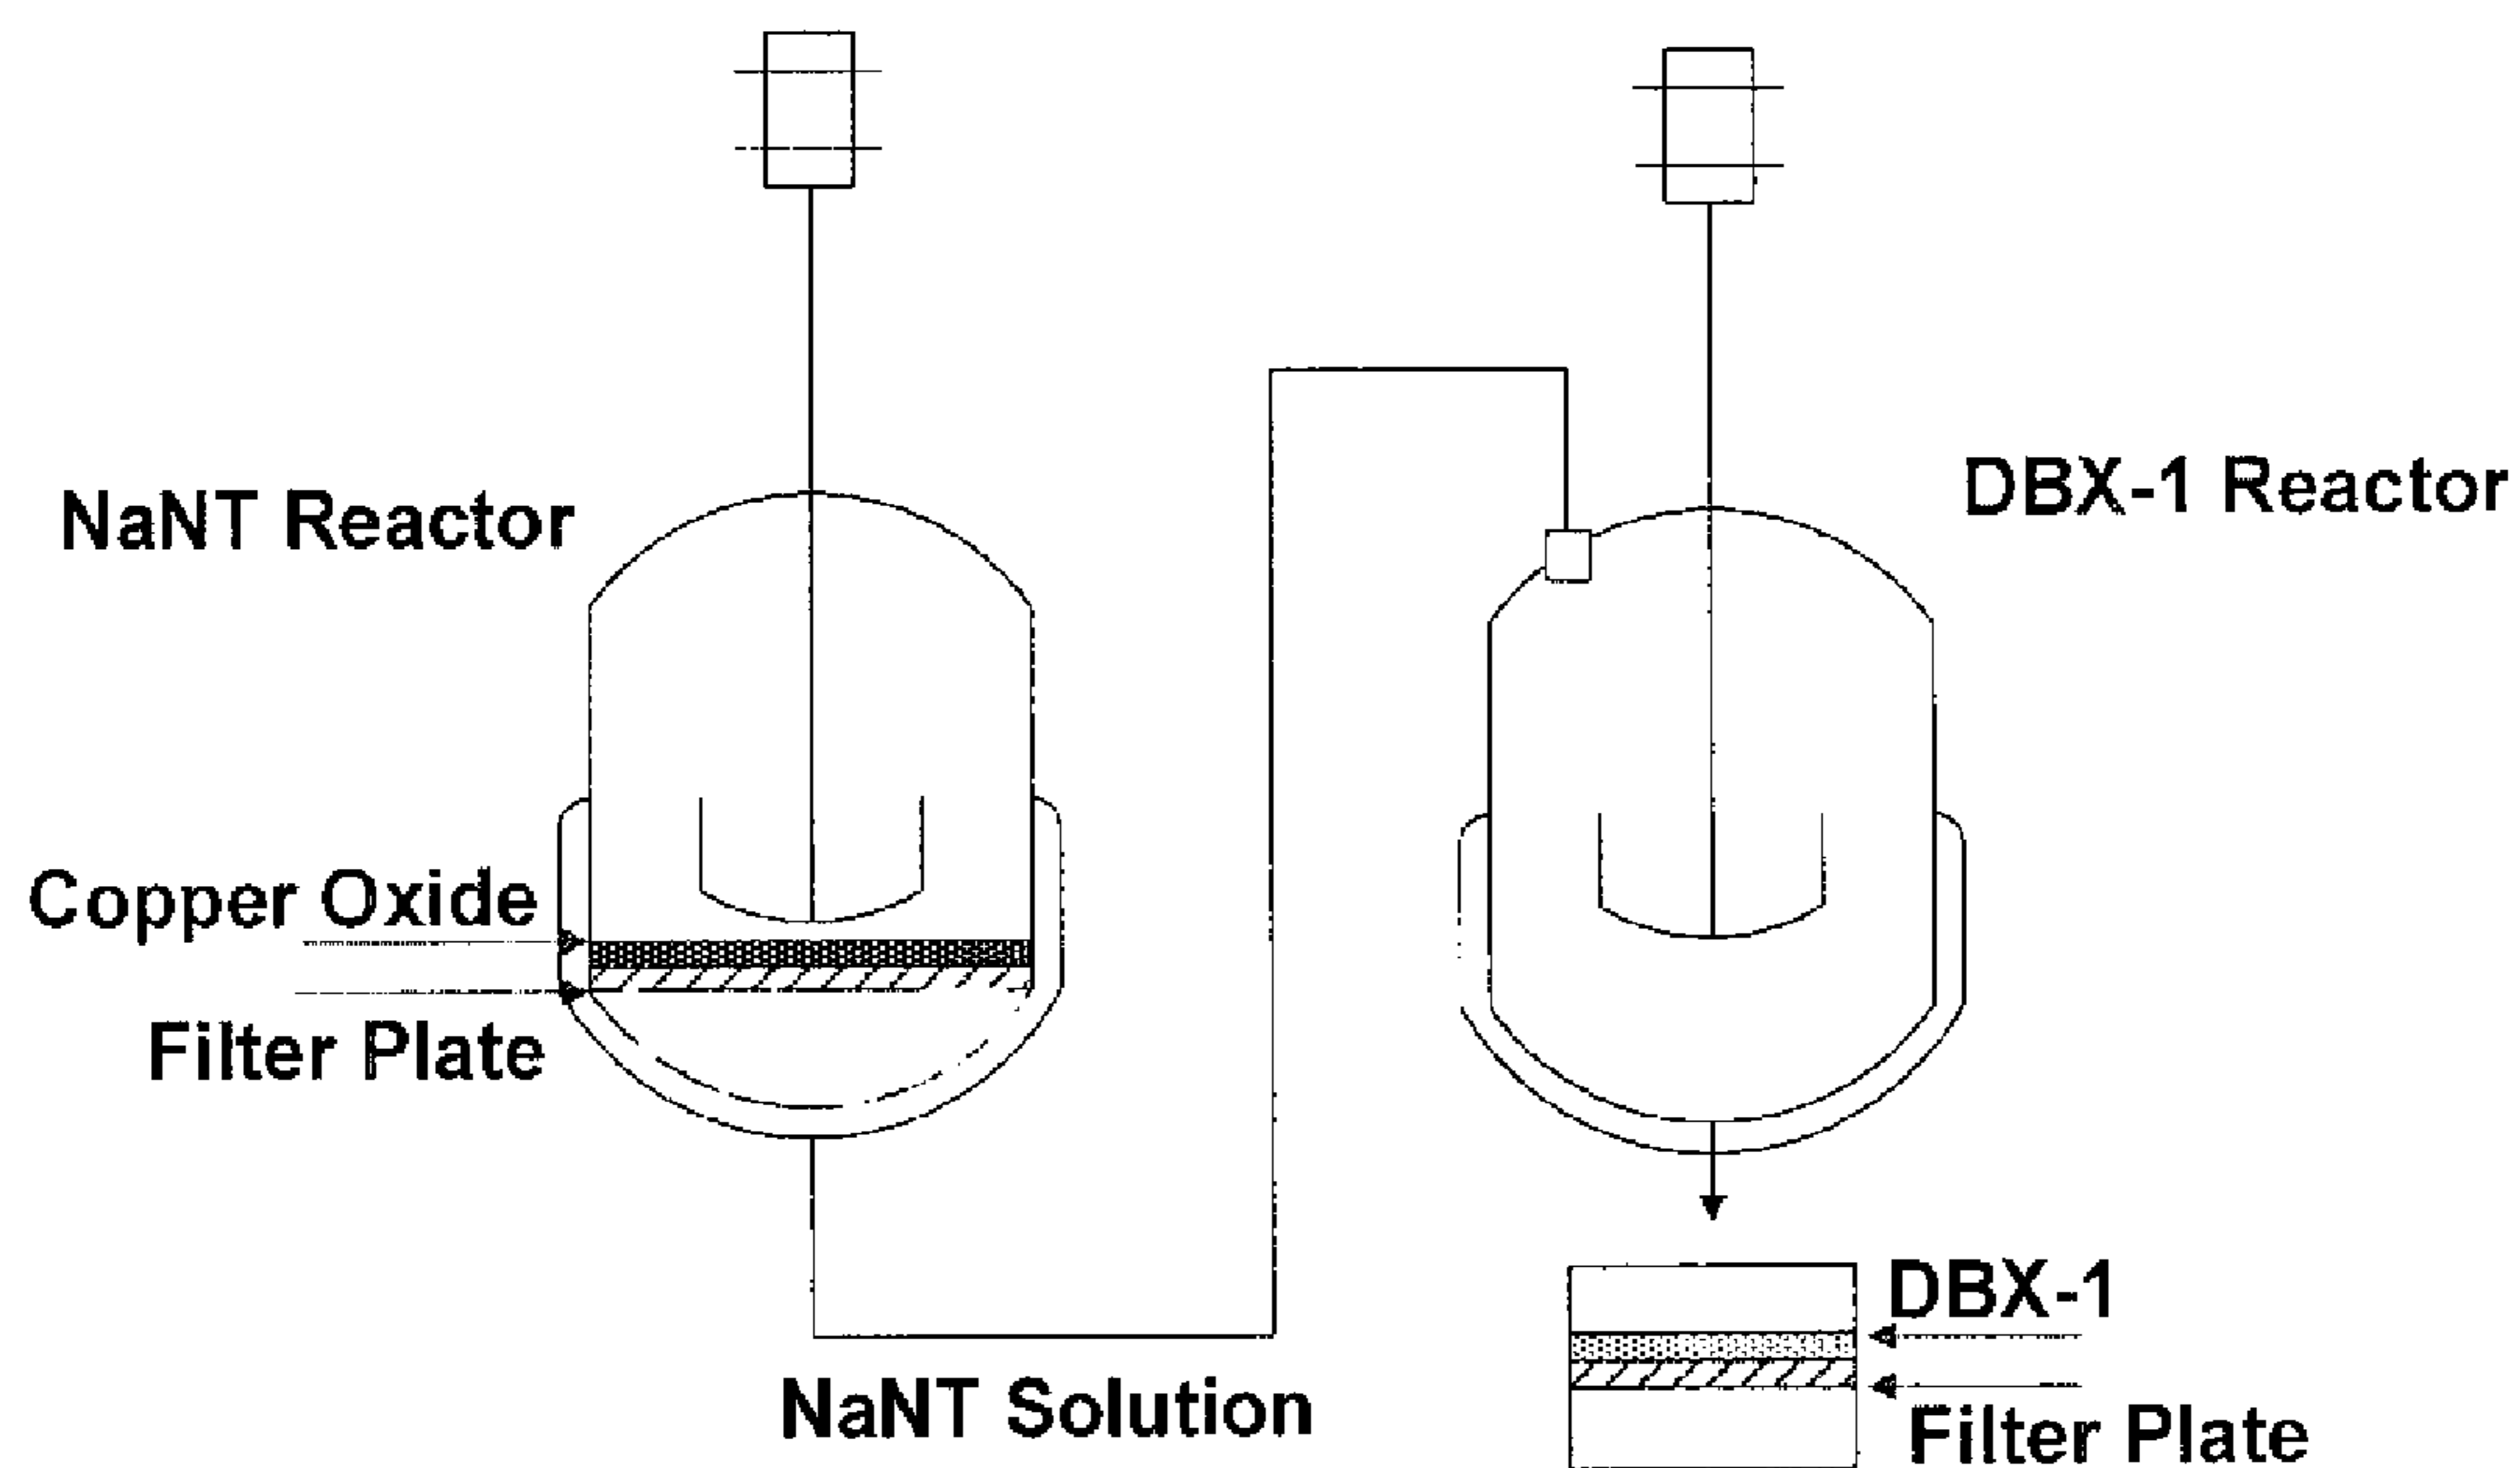 NaNT Reactor
DBX-1 Reactor
Copper Oxide
Filter Plate
NaNT Solution
DBX-1
Filter Plate